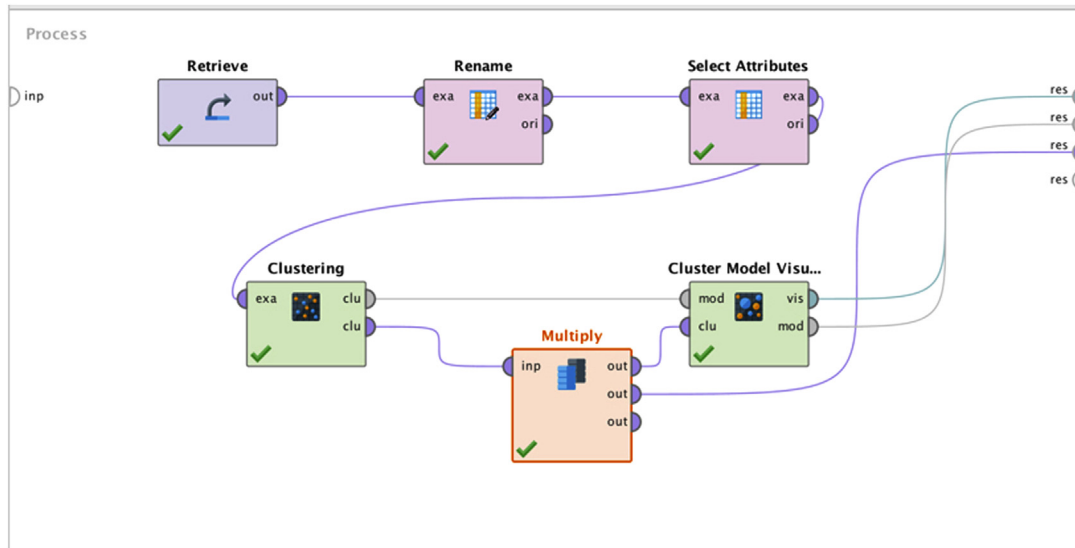 Process
inp
Retrieve
out
Rename
exa
exa
ori
Select Attributes
exa
exa
ori
res
res
res
res
Clustering
exa
clu
clu
Multiply
inp
out
out
out
Cluster Model Visu...
mod
vis
clu
mod